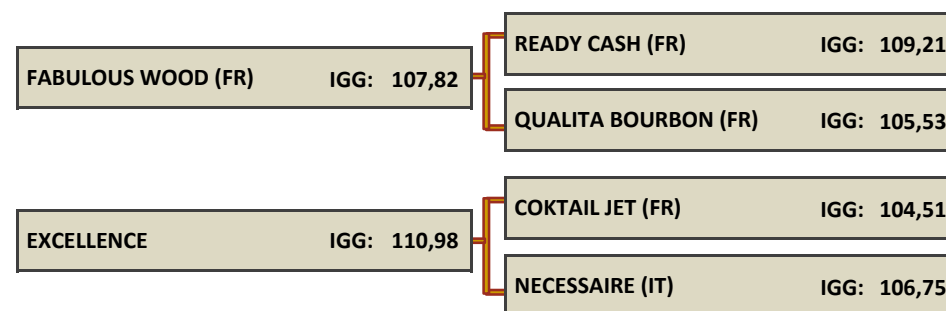 READY CASH (FR) IGG: 109,21
FABULOUS WOOD (FR) IGG: 107,82
QUALITA BOURBON (FR) IGG: 105,53
COKTAIL JET (FR) IGG: 104,51
EXCELLENCE IGG: 110,98
NECESSAIRE (IT) IGG: 106,75